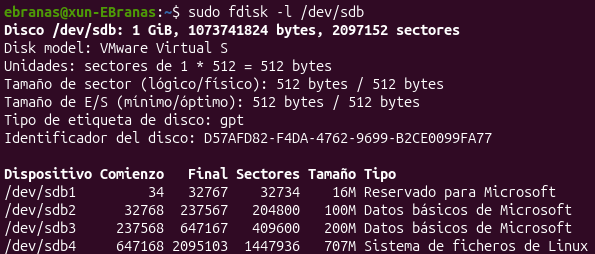 ebranas@xun-EBranas:~$ sudo fdisk -l /dev/sdb
Disco /dev/sdb: 1 GiB, 1073741824 bytes, 2097152 sectores
Disk model: VMware Virtual S
Unidades: sectores de 1 * 512 = 512 bytes
Tamaño de sector (lógico/físico): 512 bytes / 512 bytes
Tamaño de E/S (mínimo/óptimo): 512 bytes / 512 bytes
Tipo de etiqueta de disco: gpt
Identificador del disco: D57AFD82-F4DA-4762-9699-B2CE0099FA77

Dispositivo Comienzo   Final Sectores Tamaño Tipo
/dev/sdb1         34   32767    32734    16M Reservado para Microsoft
/dev/sdb2      32768  237567   204800   100M Datos básicos de Microsoft
/dev/sdb3     237568  647167   409600   200M Datos básicos de Microsoft
/dev/sdb4     647168 2095103  1447936   707M Sistema de ficheros de Linux